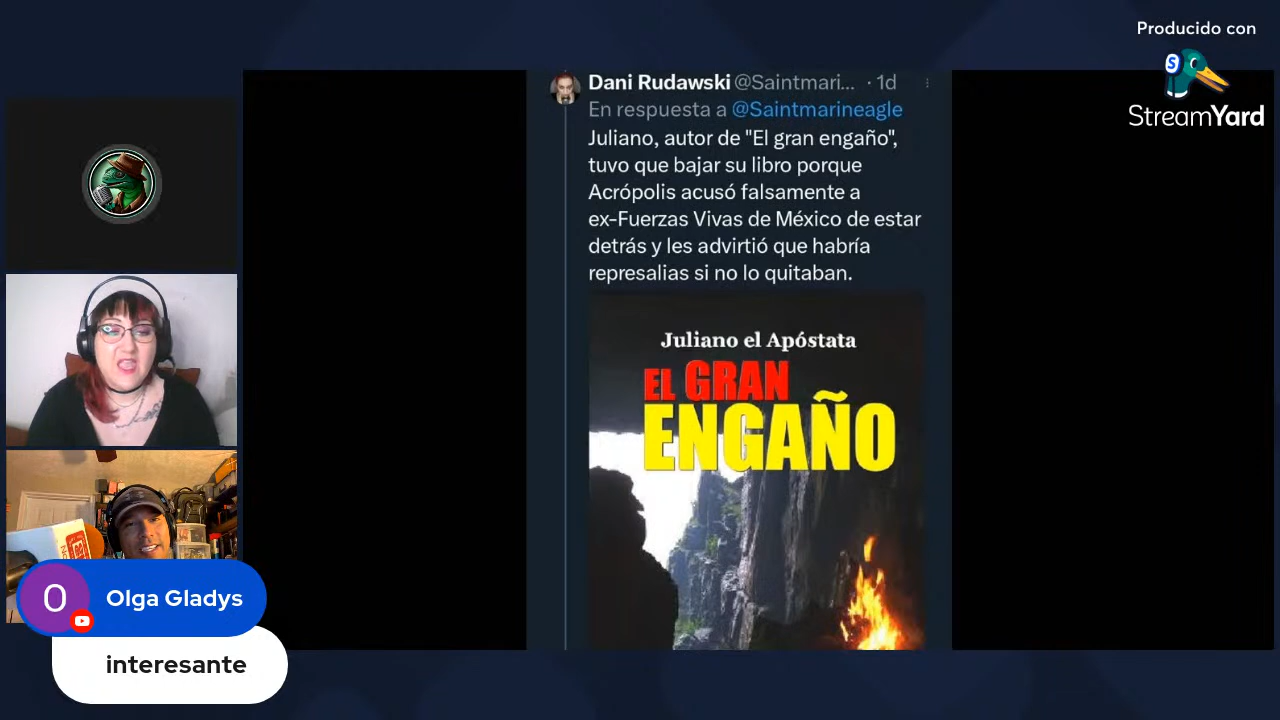 Producido con
S
StreamYard
Dani Rudawski @Saintmari... · 1d
En respuesta a @Saintmarineagle
Juliano, autor de "El gran engaño",
tuvo que bajar su libro porque
Acrópolis acusó falsamente a
ex-Fuerzas Vivas de México de estar
detrás y les advirtió que habría
represalias si no lo quitaban.
Juliano el Apóstata
EL GRAN
ENGAÑO
O
Olga Gladys
interesante